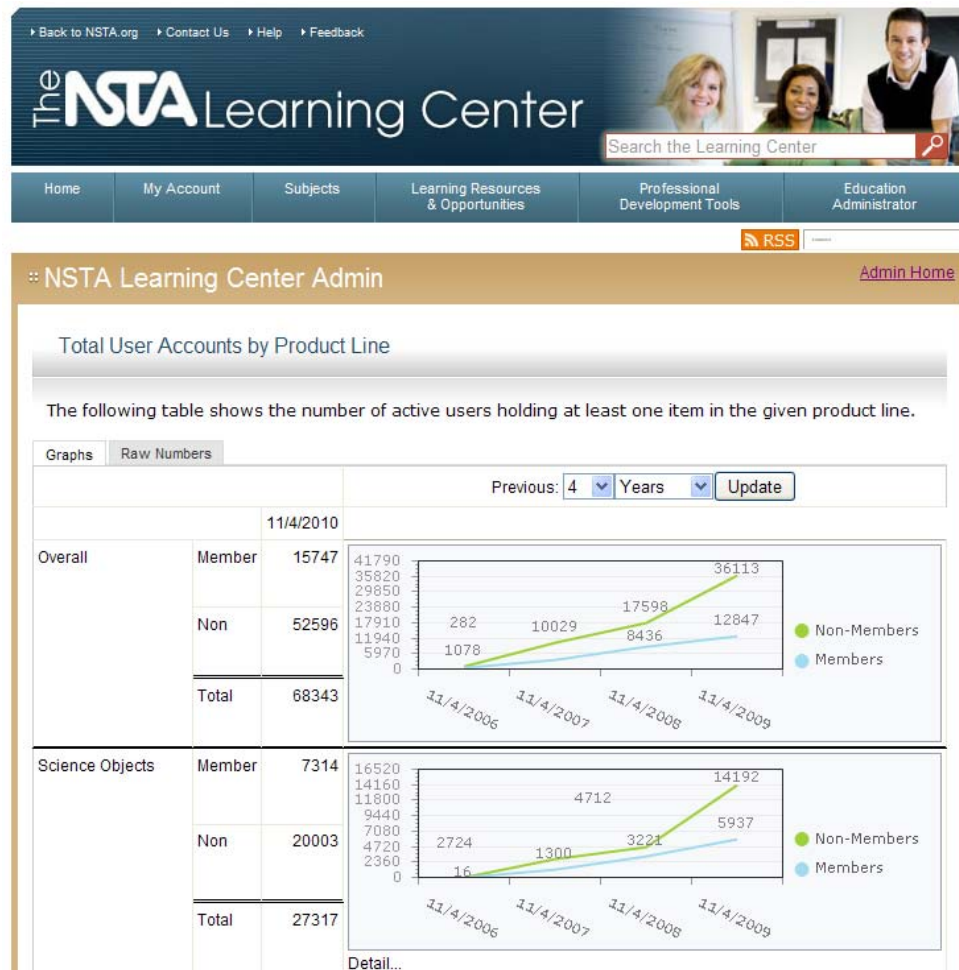 Back to NSTA.org Contact Us Help Feedback
The NSTA Learning Center
Search the Learning Center
Home My Account Subjects Learning Resources & Opportunities Professional Development Tools Education Administrator
RSS
NSTA Learning Center Admin Admin Home
Total User Accounts by Product Line
The following table shows the number of active users holding at least one item in the given product line.
Graphs Raw Numbers
Previous: 4 Years Update
11/4/2010
Overall Member 15747
Non 52596
Total 68343
41790
35820
29850
23880
17910
11940
5970
0
36113
17598
282 10029 8436 12847
1078
Non-Members
Members
11/4/2006 11/4/2007 11/4/2008 11/4/2009
Science Objects Member 7314
Non 20003
Total 27317
16520
14160
11800
9440
7080
4720
2360
0
14192
4712
5937
2724 1300 3221
16
Non-Members
Members
11/4/2006 11/4/2007 11/4/2008 11/4/2009
Detail...